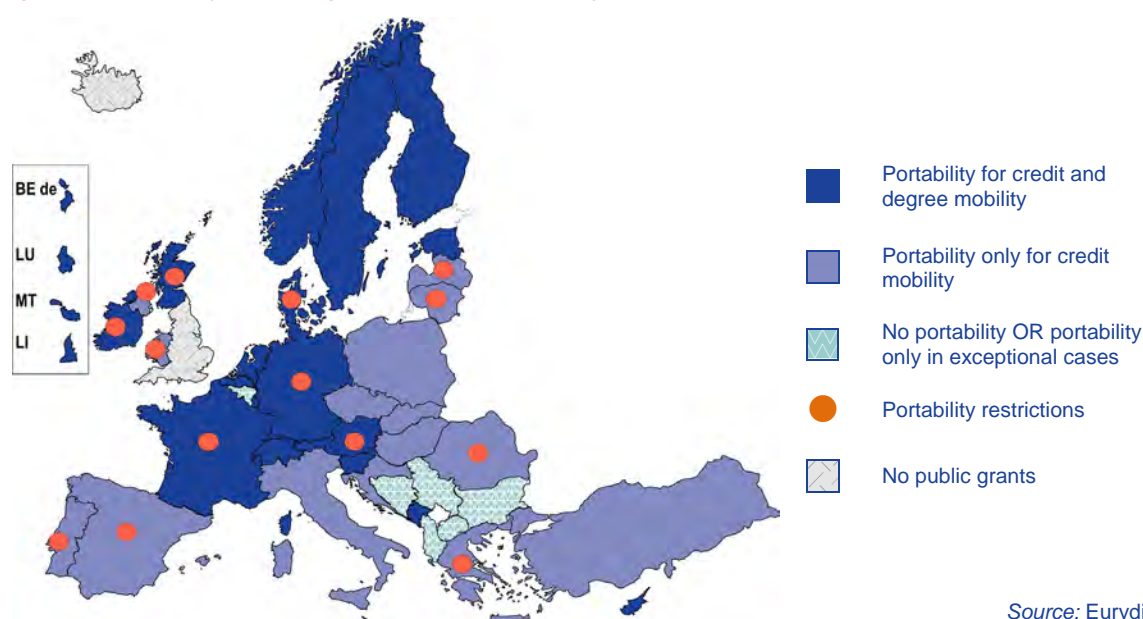 BE de
LU
MT
LI
Portability for credit and
degree mobility
Portability only for credit
mobility
No portability OR portability
only in exceptional cases
Portability restrictions
No public grants
Source: Eurydi